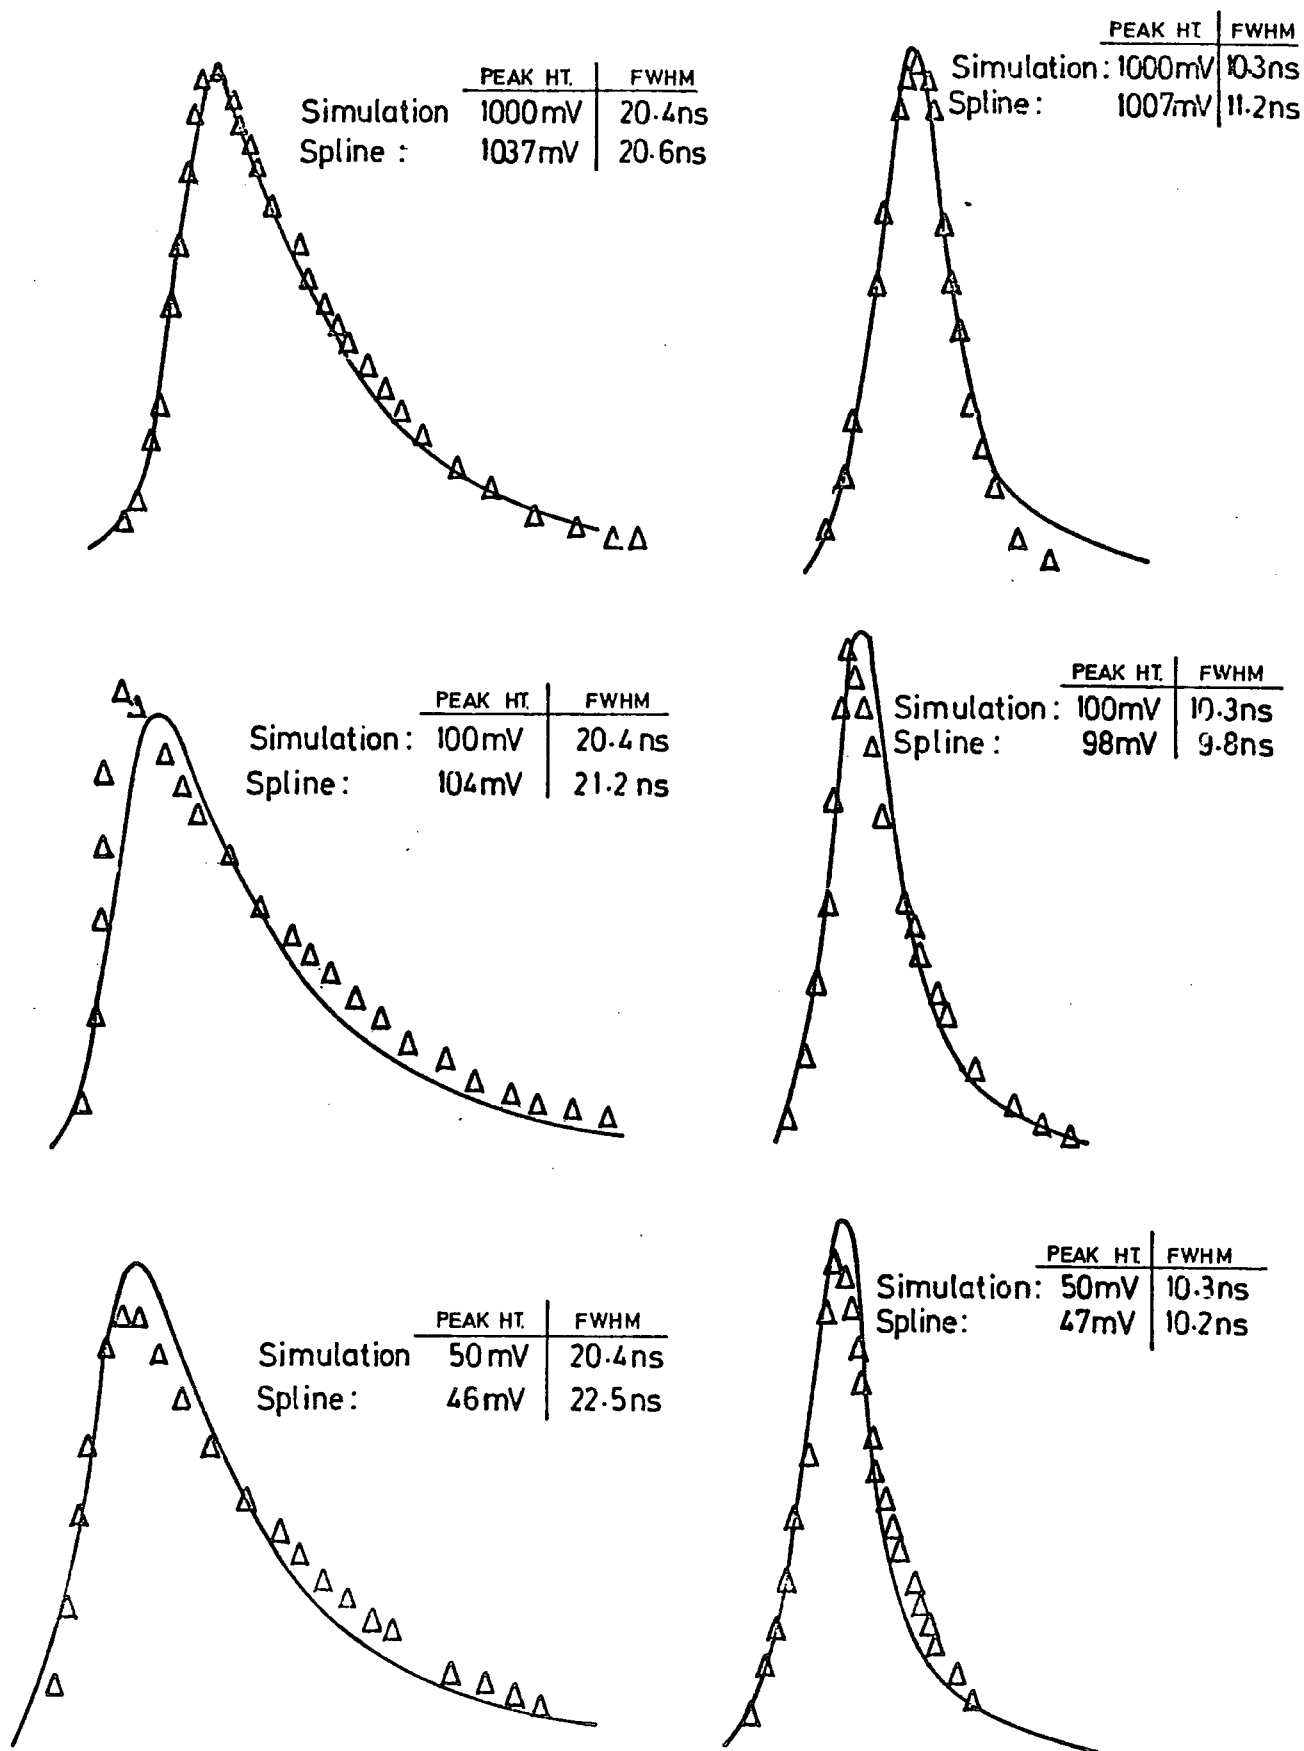 PEAK HT. FWHM
Simulation 1000mV 20.4ns
Spline : 1037mV 20.6ns
PEAK HT. FWHM
Simulation : 1000mV 10.3ns
Spline : 1007mV 11.2ns
PEAK HT. FWHM
Simulation : 100mV 20.4ns
Spline : 104mV 21.2ns
PEAK HT. FWHM
Simulation : 100mV 10.3ns
Spline : 98mV 9.8ns
PEAK HT. FWHM
Simulation 50mV 20.4ns
Spline : 46mV 22.5ns
PEAK HT. FWHM
Simulation : 50mV 10.3ns
Spline : 47mV 10.2ns